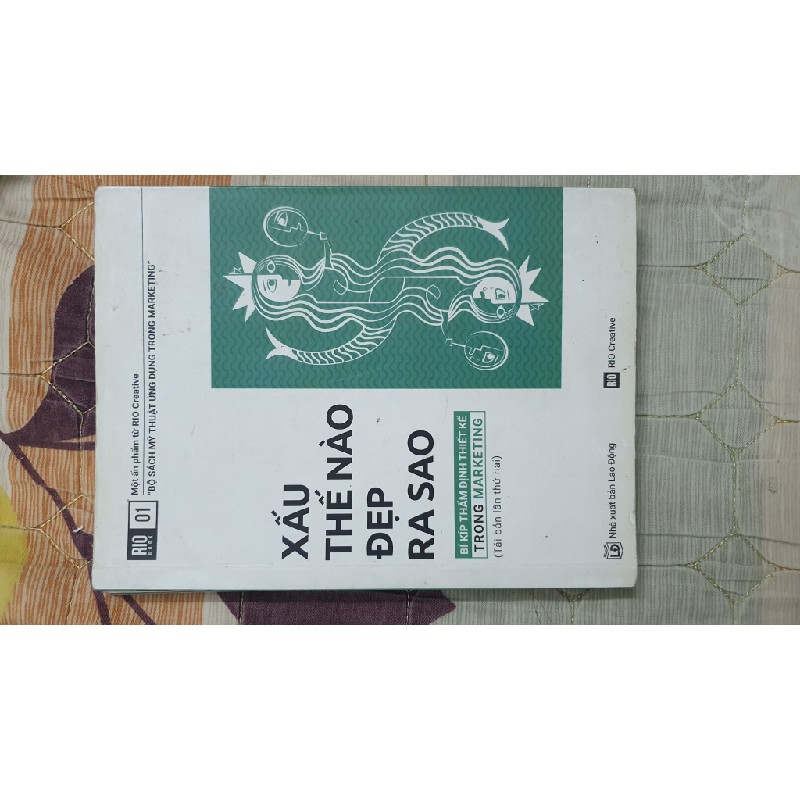 RIO
BOOK
01
Một ấn phẩm từ RIO Creative
"BỘ SÁCH MỸ THUẬT ỨNG DỤNG TRONG MARKETING"
XẤU
THẾ NÀO
ĐẸP
RA SAO
BÍ KÍP THẨM ĐỊNH THIẾT KẾ
TRONG MARKETING
(Tái bản lần thứ hai)
LĐ
Nhà xuất bản Lao Động
RIO
RIO Creative